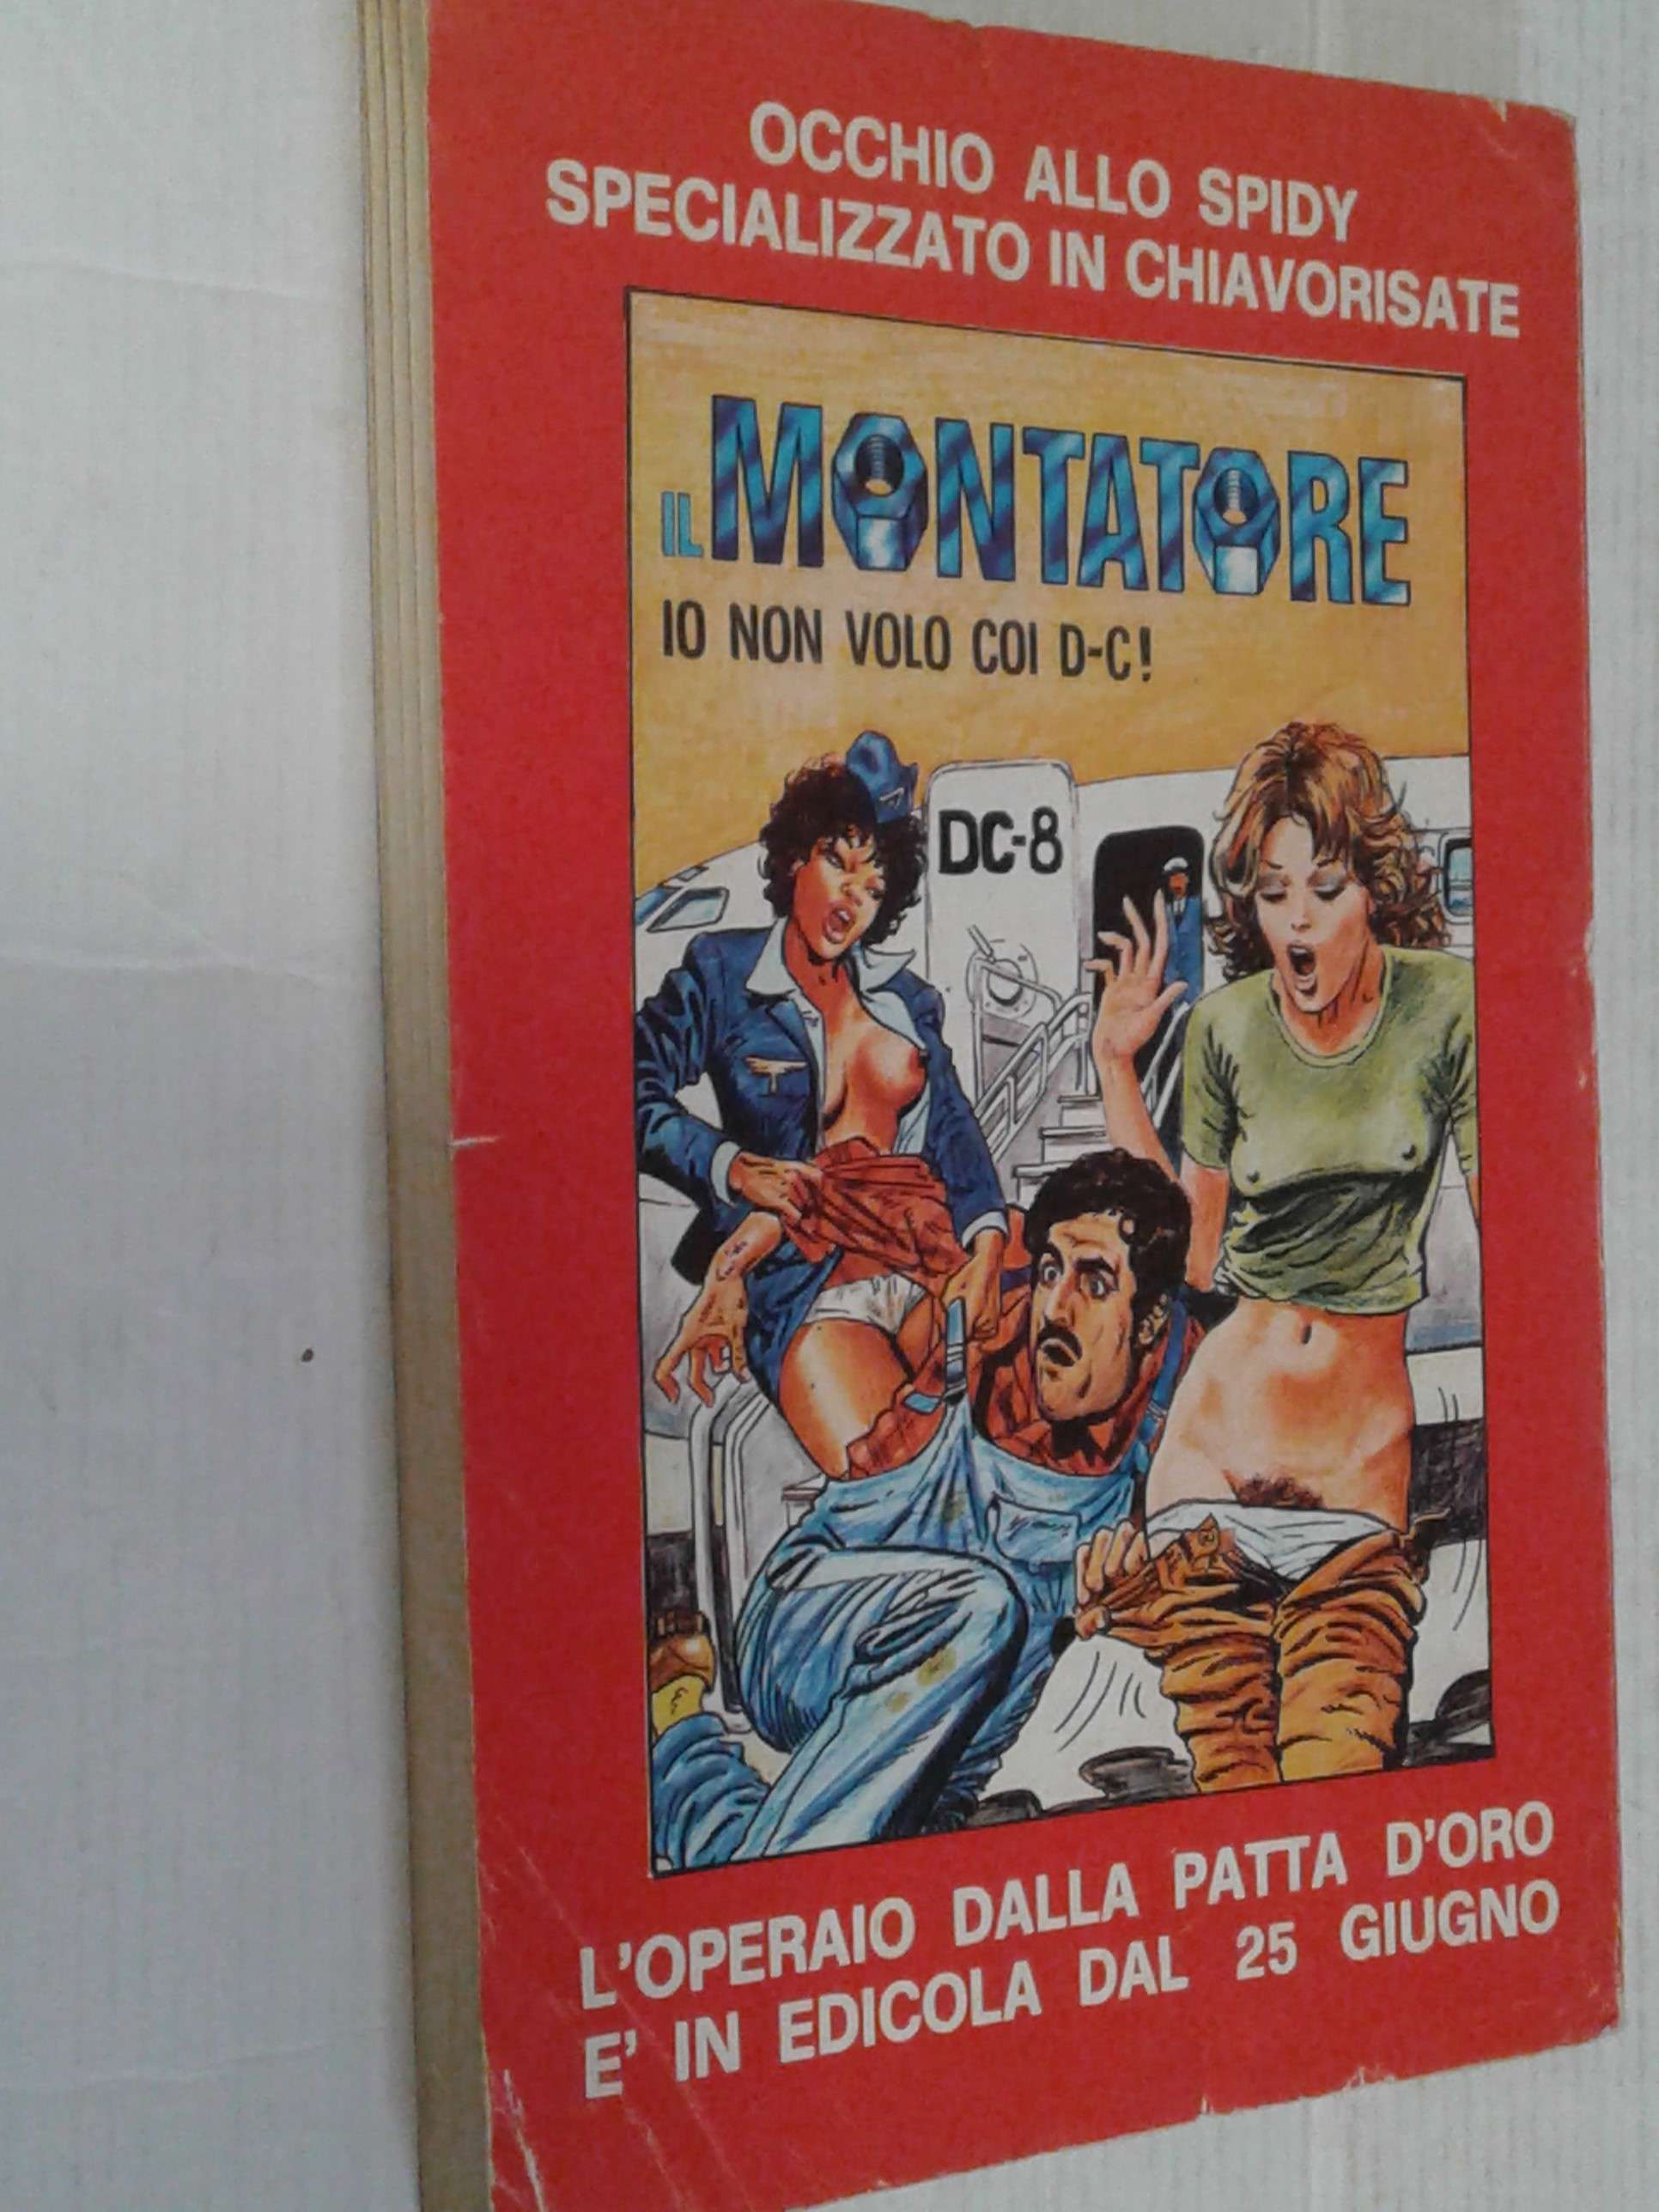 OCCHIO ALLO SPIDY
SPECIALIZZATO IN CHIAVORISATE
IL MONTATORE
IO NON VOLO COI D-C!
DC-8
L'OPERAIO DALLA PATTA D'ORO
E' IN EDICOLA DAL 25 GIUGNO